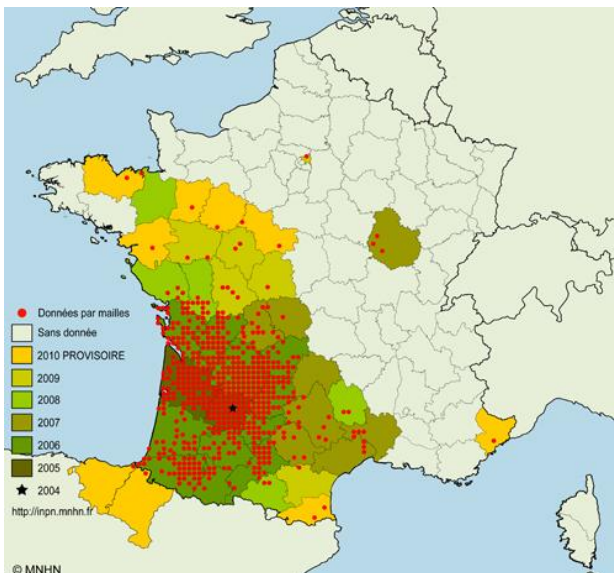 Données par mailles
Sans donnée
2010 PROVISOIRE
2009
2008
2007
2006
2005
2004
http://inpn.mnhn.fr
© MNHN